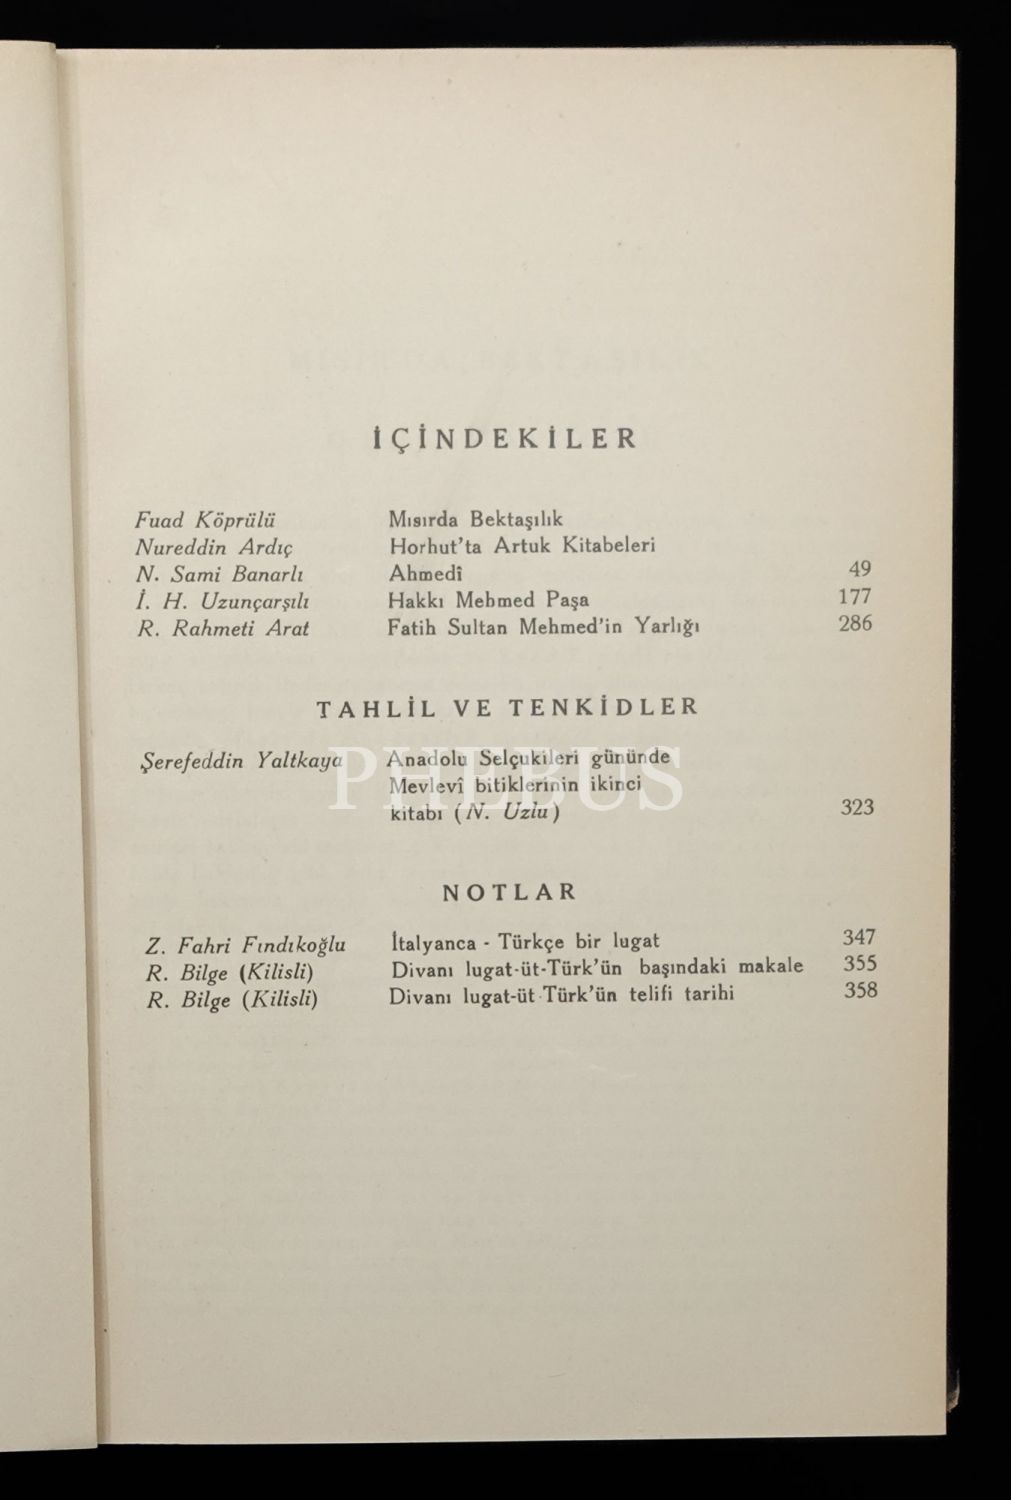 İÇİNDEKİLER
Fuad Köprülü Mısırda Bektaşılık
Nureddin Ardıç Horhut'ta Artuk Kitabeleri
N. Sami Banarlı Ahmedî 49
İ. H. Uzunçarşılı Hakkı Mehmed Paşa 177
R. Rahmeti Arat Fatih Sultan Mehmed'in Yarlığı 286
TAHLİL VE TENKİDLER
Şerefeddin Yaltkaya Anadolu Selçukileri gününde
Mevlevî bitiklerinin ikinci
kitabı (N. Uzlu) 323
PHEBUS
NOTLAR
Z. Fahri Fındıkoğlu İtalyanca - Türkçe bir lugat 347
R. Bilge (Kilisli) Divanı lugat-üt-Türk'ün başındaki makale 355
R. Bilge (Kilisli) Divanı lugat-üt-Türk'ün telifi tarihi 358